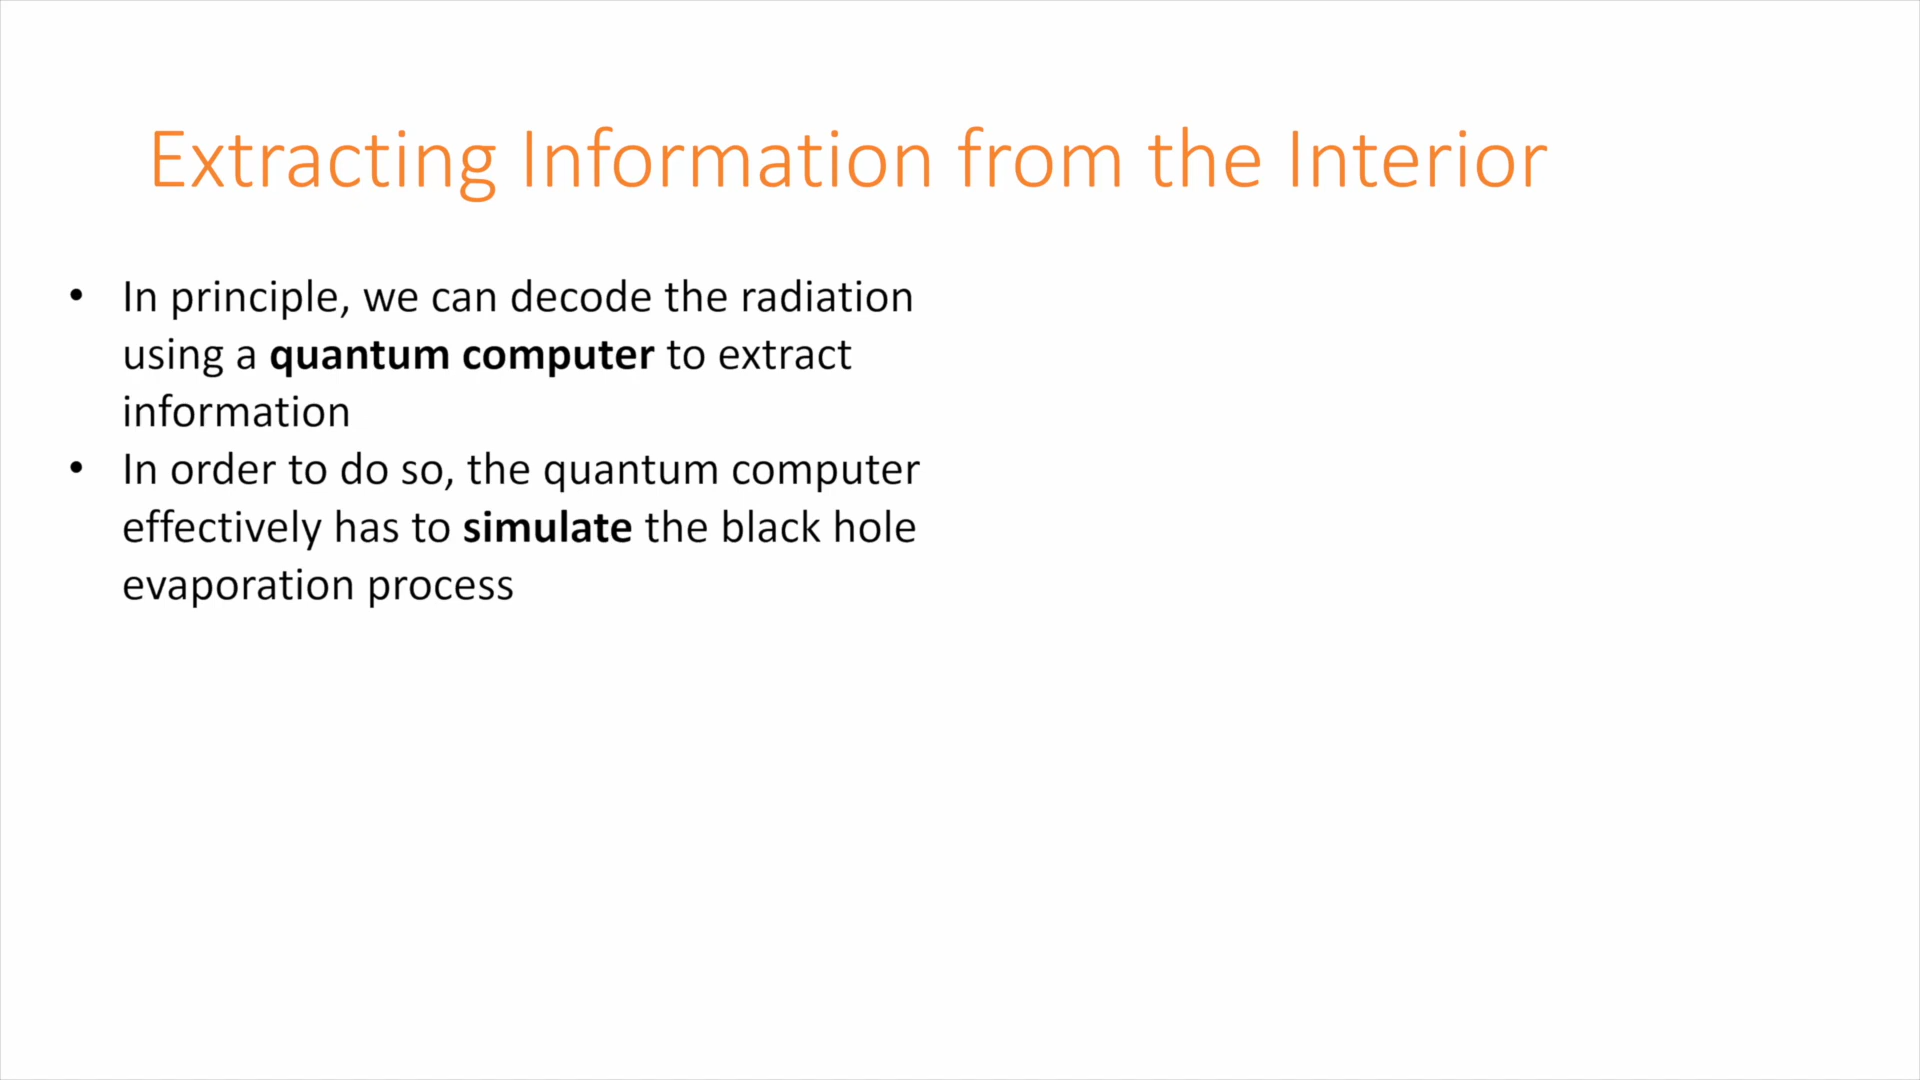 Extracting Information from the Interior
• In principle, we can decode the radiation
using a quantum computer to extract
information
• In order to do so, the quantum computer
effectively has to simulate the black hole
evaporation process